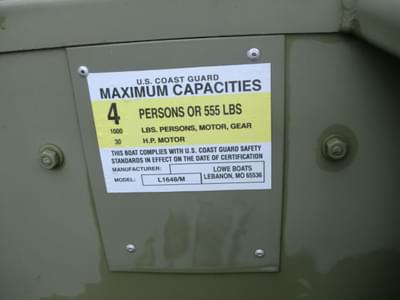 U.S. COAST GUARD
MAXIMUM CAPACITIES
4 PERSONS OR 555 LBS
1000 LBS. PERSONS, MOTOR, GEAR
30 H.P. MOTOR
THIS BOAT COMPLIES WITH U.S. COAST GUARD SAFETY
STANDARDS IN EFFECT ON THE DATE OF CERTIFICATION
MANUFACTURER: LOWE BOATS
MODEL: L1648/M LEBANON, MO 65536